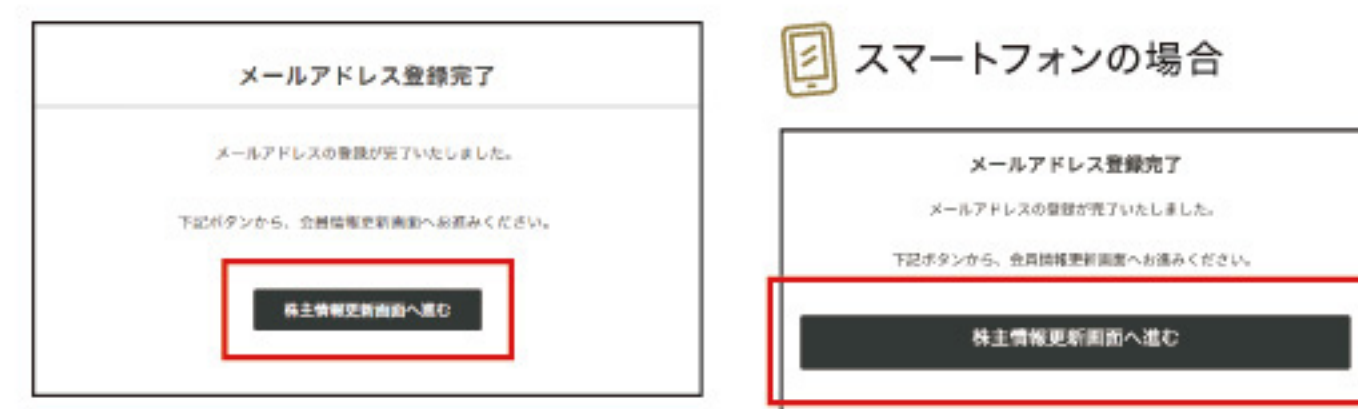 メールアドレス登録完了
メールアドレスの登録が完了いたしました。
下記ボタンから、会員情報更新画面へお進みください。
株主情報更新画面へ進む
スマートフォンの場合
メールアドレス登録完了
メールアドレスの登録が完了いたしました。
下記ボタンから、会員情報更新画面へお進みください。
株主情報更新画面へ進む